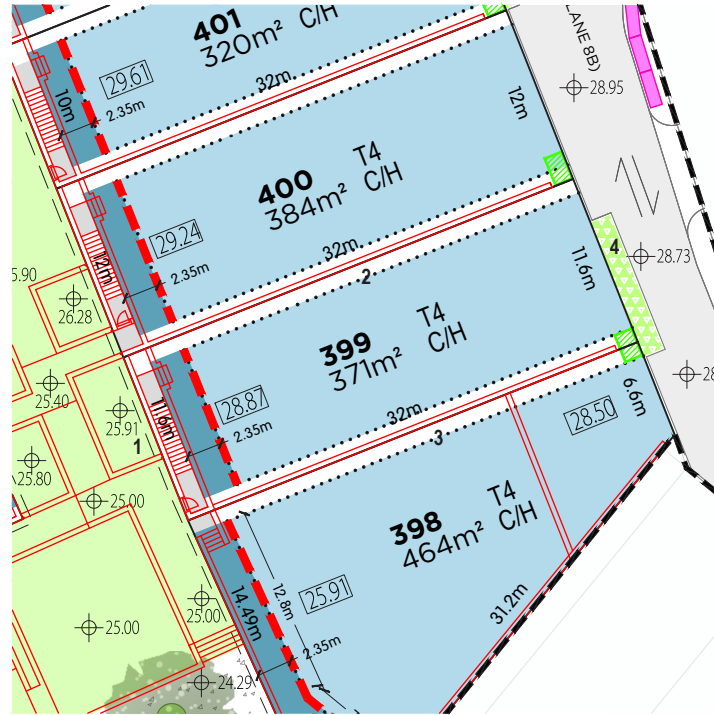 401
320m² C/H
LANE 8B)
29.61
32m
10m
2.35m
28.95
12m
400 T4
384m² C/H
29.24
32m
2
12m
2.35m
4
28.73
11.6m
5.90
26.28
399 T4
371m² C/H
28.87
32m
3
11.6m
2.35m
6.6m
28
28.50
25.40
25.91
1
25.80
25.00
398 T4
464m² C/H
12.8m
25.91
14.49m
2.35m
31.2m
25.00
25.00
24.29